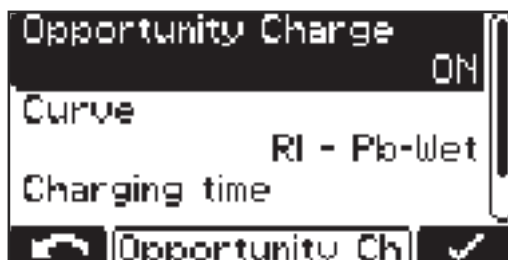 Opportunity Charge
ON
Curve
RI - Pb-Wet
Charging time
Opportunity Ch